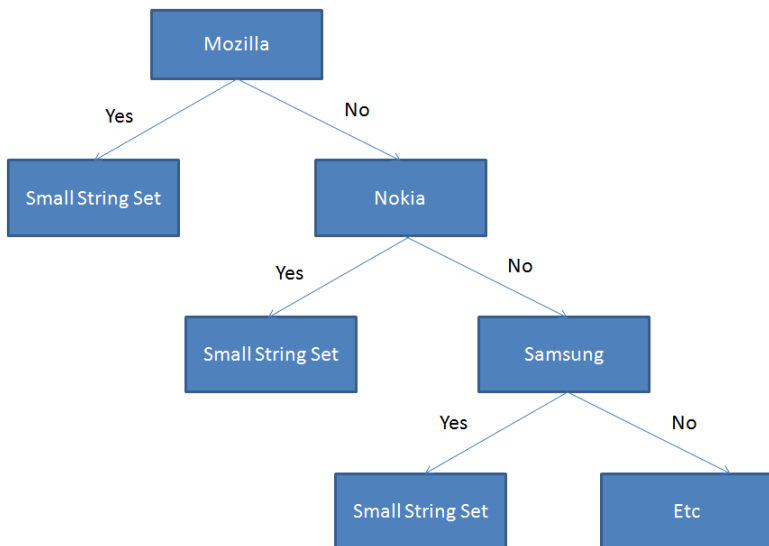 Mozilla
Yes
No
Small String Set
Nokia
Yes
No
Small String Set
Samsung
Yes
No
Small String Set
Etc